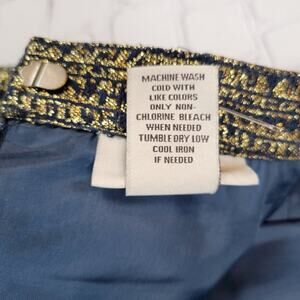 MACHINE WASH
COLD WITH
LIKE COLORS
ONLY NON-
CHLORINE BLEACH
WHEN NEEDED
TUMBLE DRY LOW
COOL IRON
IF NEEDED